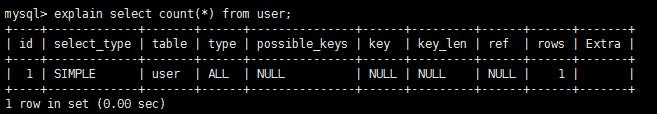 mysql> explain select count(*) from user;
+----+-------------+-------+------+---------------+------+---------+------+------+-------+
| id | select_type | table | type | possible_keys | key | key_len | ref | rows | Extra |
+----+-------------+-------+------+---------------+------+---------+------+------+-------+
| 1 | SIMPLE | user | ALL | NULL | NULL | NULL | NULL | 1 | |
+----+-------------+-------+------+---------------+------+---------+------+------+-------+
1 row in set (0.00 sec)